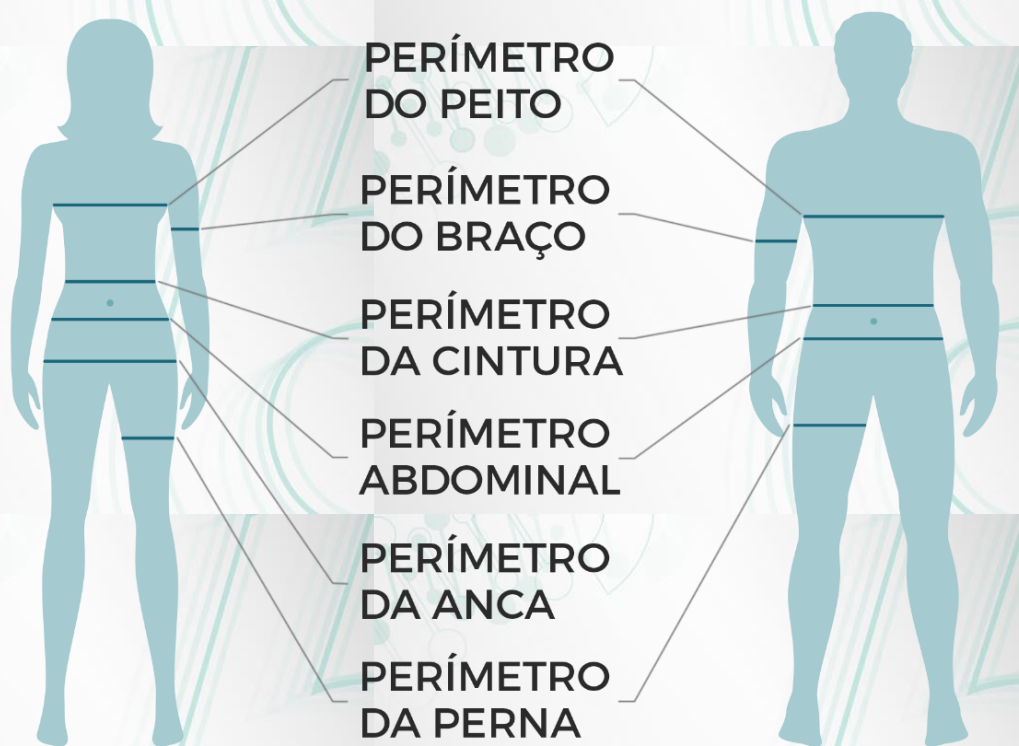 PERÍMETRO
DO PEITO
PERÍMETRO
DO BRAÇO
PERÍMETRO
DA CINTURA
PERÍMETRO
ABDOMINAL
PERÍMETRO
DA ANCA
PERÍMETRO
DA PERNA